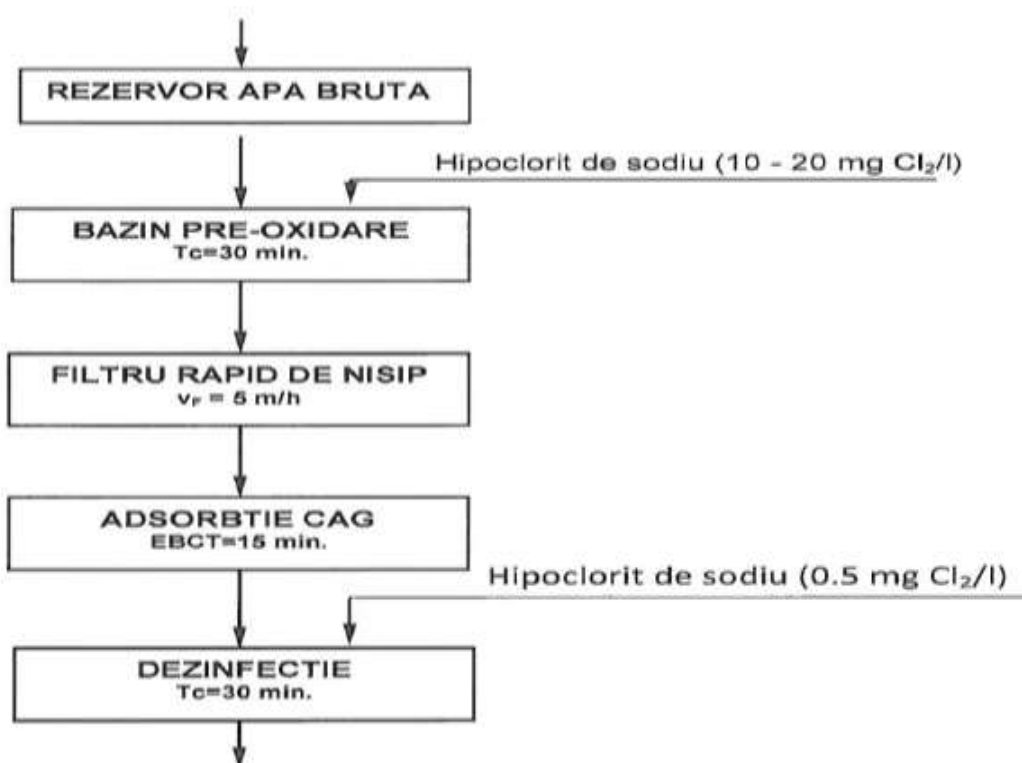 REZERVOR APA BRUTA
Hipoclorit de sodiu (10 - 20 mg Cl₂/l)
BAZIN PRE-OXIDARE
Tc=30 min.
FILTRU RAPID DE NISIP
v_F = 5 m/h
ADSORBTIE CAG
EBCT=15 min.
Hipoclorit de sodiu (0.5 mg Cl₂/l)
DEZINFECTIE
Tc=30 min.